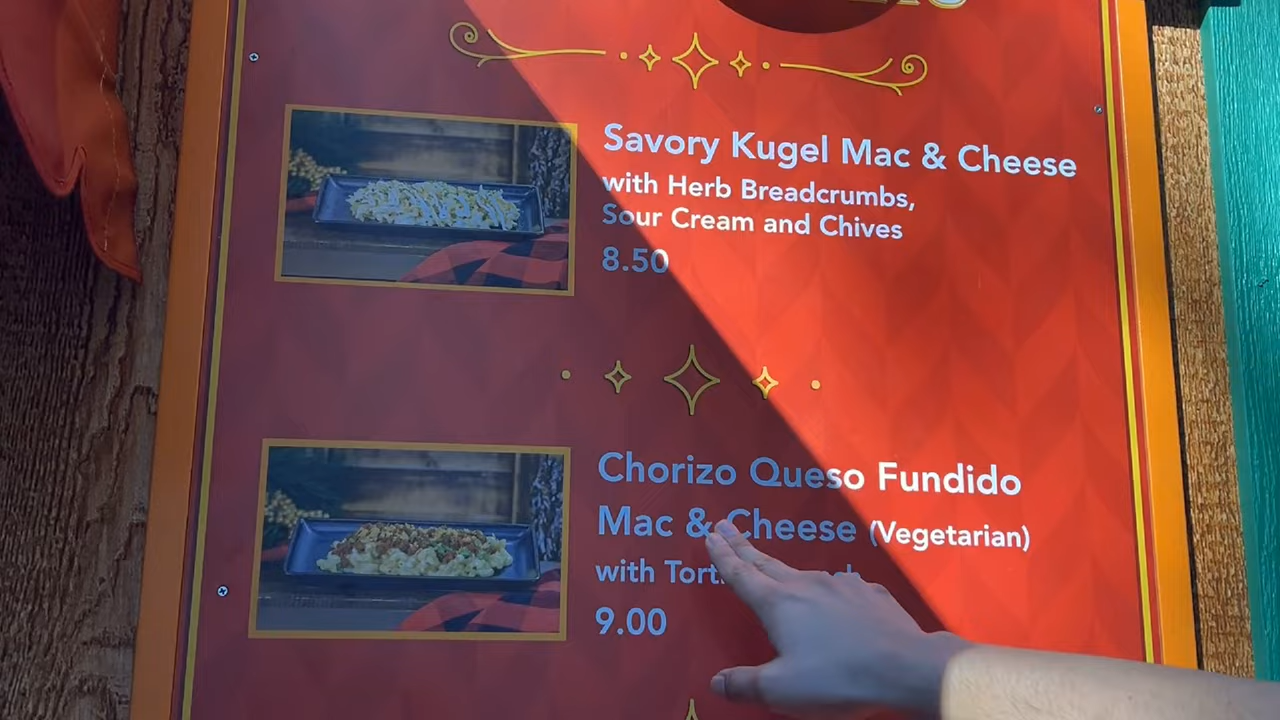 Savory Kugel Mac & Cheese
with Herb Breadcrumbs,
Sour Cream and Chives
8.50
Chorizo Queso Fundido
Mac & Cheese (Vegetarian)
with
9.00